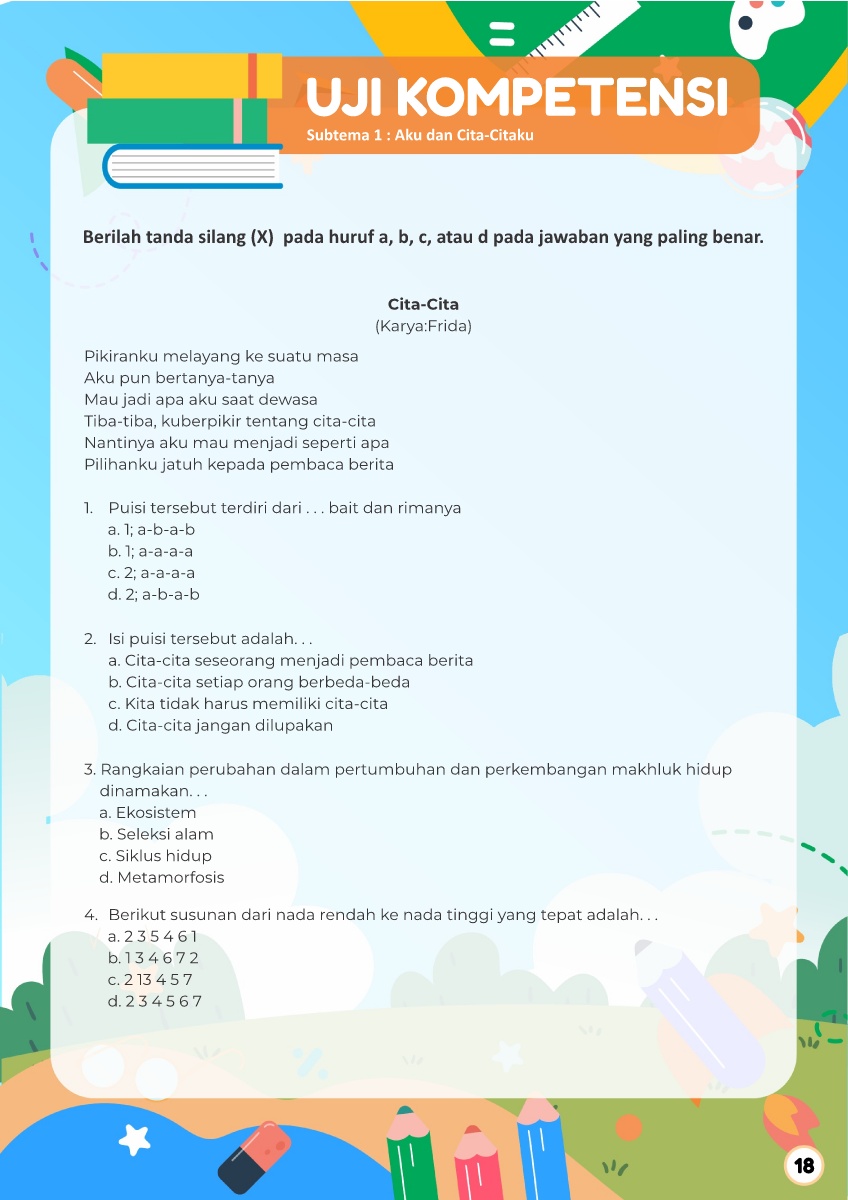 UJI KOMPETENSI
Subtema 1 : Aku dan Cita-Citaku
Berilah tanda silang (X) pada huruf a, b, c, atau d pada jawaban yang paling benar.
Cita-Cita
(Karya:Frida)
Pikiranku melayang ke suatu masa
Aku pun bertanya-tanya
Mau jadi apa aku saat dewasa
Tiba-tiba, kuberpikir tentang cita-cita
Nantinya aku mau menjadi seperti apa
Pilihanku jatuh kepada pembaca berita
1. Puisi tersebut terdiri dari . . . bait dan rimanya
a. 1; a-b-a-b
b. 1; a-a-a-a
c. 2; a-a-a-a
d. 2; a-b-a-b
2. Isi puisi tersebut adalah. . .
a. Cita-cita seseorang menjadi pembaca berita
b. Cita-cita setiap orang berbeda-beda
c. Kita tidak harus memiliki cita-cita
d. Cita-cita jangan dilupakan
3. Rangkaian perubahan dalam pertumbuhan dan perkembangan makhluk hidup
dinamakan. . .
a. Ekosistem
b. Seleksi alam
c. Siklus hidup
d. Metamorfosis
4. Berikut susunan dari nada rendah ke nada tinggi yang tepat adalah. . .
a. 2 3 5 4 6 1
b. 1 3 4 6 7 2
c. 2 13 4 5 7
d. 2 3 4 5 6 7
18